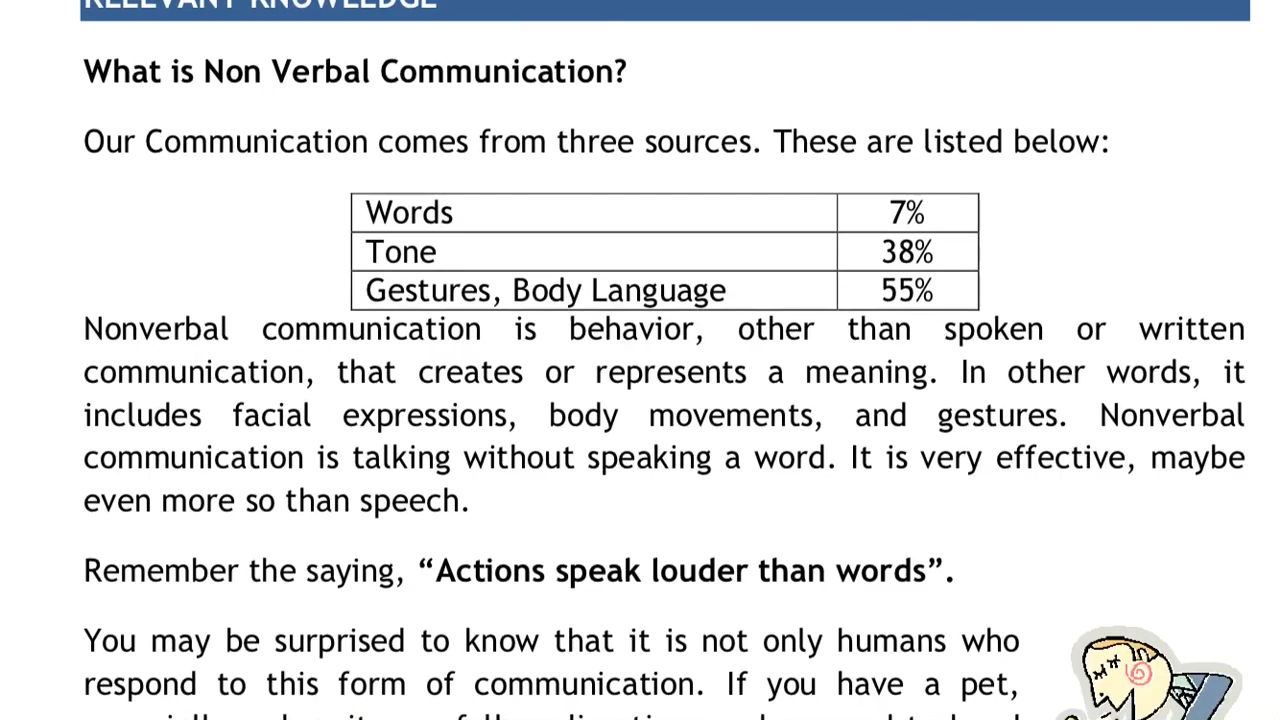 RELEVANT KNOWLEDGE
What is Non Verbal Communication?
Our Communication comes from three sources. These are listed below:
Words 7%
Tone 38%
Gestures, Body Language 55%
Nonverbal communication is behavior, other than spoken or written
communication, that creates or represents a meaning. In other words, it
includes facial expressions, body movements, and gestures. Nonverbal
communication is talking without speaking a word. It is very effective, maybe
even more so than speech.
Remember the saying, “Actions speak louder than words”.
You may be surprised to know that it is not only humans who
respond to this form of communication. If you have a pet,